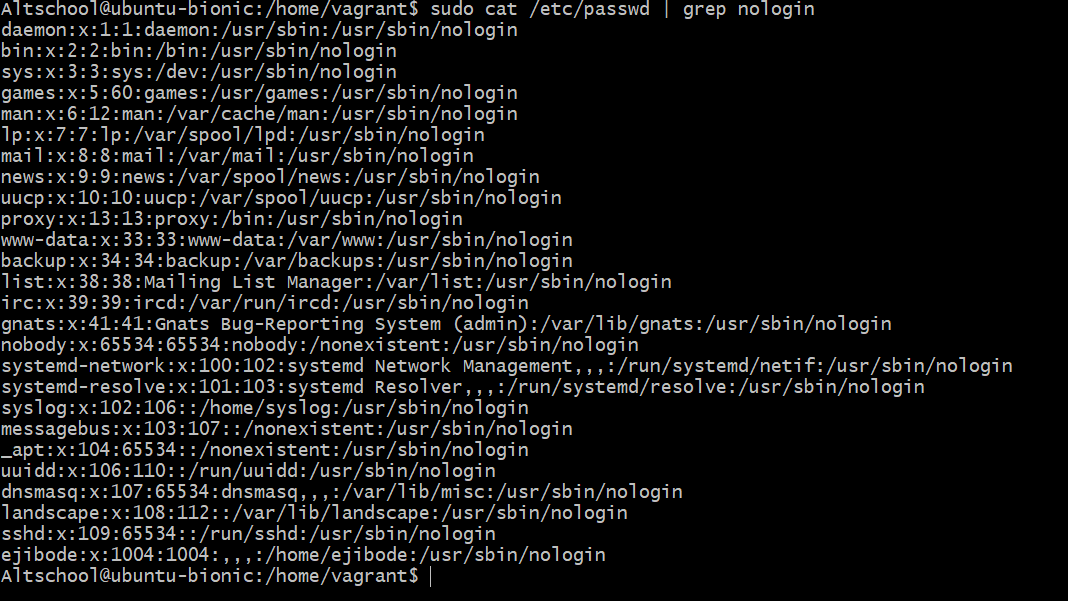 Altschool@ubuntu-bionic:/home/vagrant$ sudo cat /etc/passwd | grep nologin
daemon:x:1:1:daemon:/usr/sbin:/usr/sbin/nologin
bin:x:2:2:bin:/bin:/usr/sbin/nologin
sys:x:3:3:sys:/dev:/usr/sbin/nologin
games:x:5:60:games:/usr/games:/usr/sbin/nologin
man:x:6:12:man:/var/cache/man:/usr/sbin/nologin
lp:x:7:7:lp:/var/spool/lpd:/usr/sbin/nologin
mail:x:8:8:mail:/var/mail:/usr/sbin/nologin
news:x:9:9:news:/var/spool/news:/usr/sbin/nologin
uucp:x:10:10:uucp:/var/spool/uucp:/usr/sbin/nologin
proxy:x:13:13:proxy:/bin:/usr/sbin/nologin
www-data:x:33:33:www-data:/var/www:/usr/sbin/nologin
backup:x:34:34:backup:/var/backups:/usr/sbin/nologin
list:x:38:38:Mailing List Manager:/var/list:/usr/sbin/nologin
irc:x:39:39:ircd:/var/run/ircd:/usr/sbin/nologin
gnats:x:41:41:Gnats Bug-Reporting System (admin):/var/lib/gnats:/usr/sbin/nologin
nobody:x:65534:65534:nobody:/nonexistent:/usr/sbin/nologin
systemd-network:x:100:102:systemd Network Management,,,:/run/systemd/netif:/usr/sbin/nologin
systemd-resolve:x:101:103:systemd Resolver,,,:/run/systemd/resolve:/usr/sbin/nologin
syslog:x:102:106::/home/syslog:/usr/sbin/nologin
messagebus:x:103:107::/nonexistent:/usr/sbin/nologin
_apt:x:104:65534::/nonexistent:/usr/sbin/nologin
uuidd:x:106:110::/run/uuidd:/usr/sbin/nologin
dnsmasq:x:107:65534:dnsmasq,,,:/var/lib/misc:/usr/sbin/nologin
landscape:x:108:112::/var/lib/landscape:/usr/sbin/nologin
sshd:x:109:65534::/run/sshd:/usr/sbin/nologin
ejibode:x:1004:1004:,,,:/home/ejibode:/usr/sbin/nologin
Altschool@ubuntu-bionic:/home/vagrant$